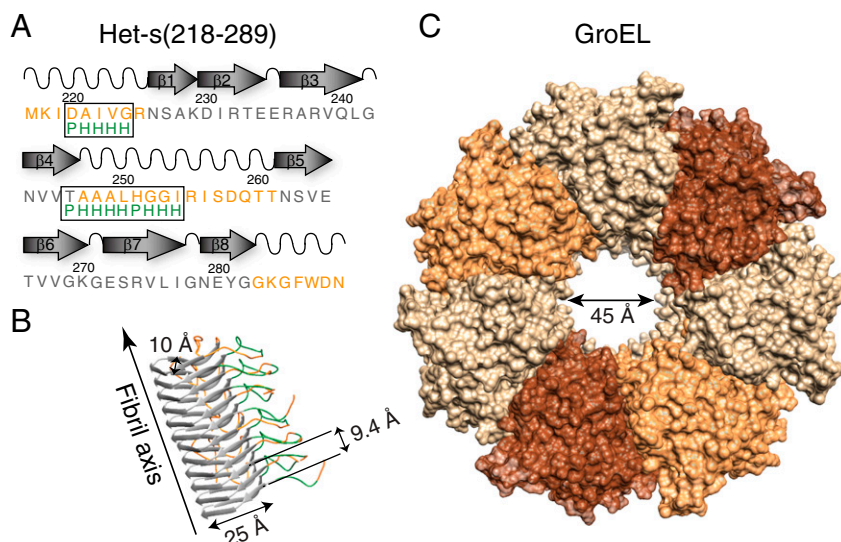 A
Het-s(218-289)
β1 β2 β3
220 230 240
MKIDAIVGRNSAKDIRTEERARVQLG
PHHHH
β4 β5
250 260
NVVTAAALHGGIRISDQTTNSVE
PHHHHPHHH
β6 β7 β8
270 280
TVVGKGESRVLIGNEYGGKGFWDN
B
10 Å
Fibril axis
9.4 Å
25 Å
C
GroEL
45 Å